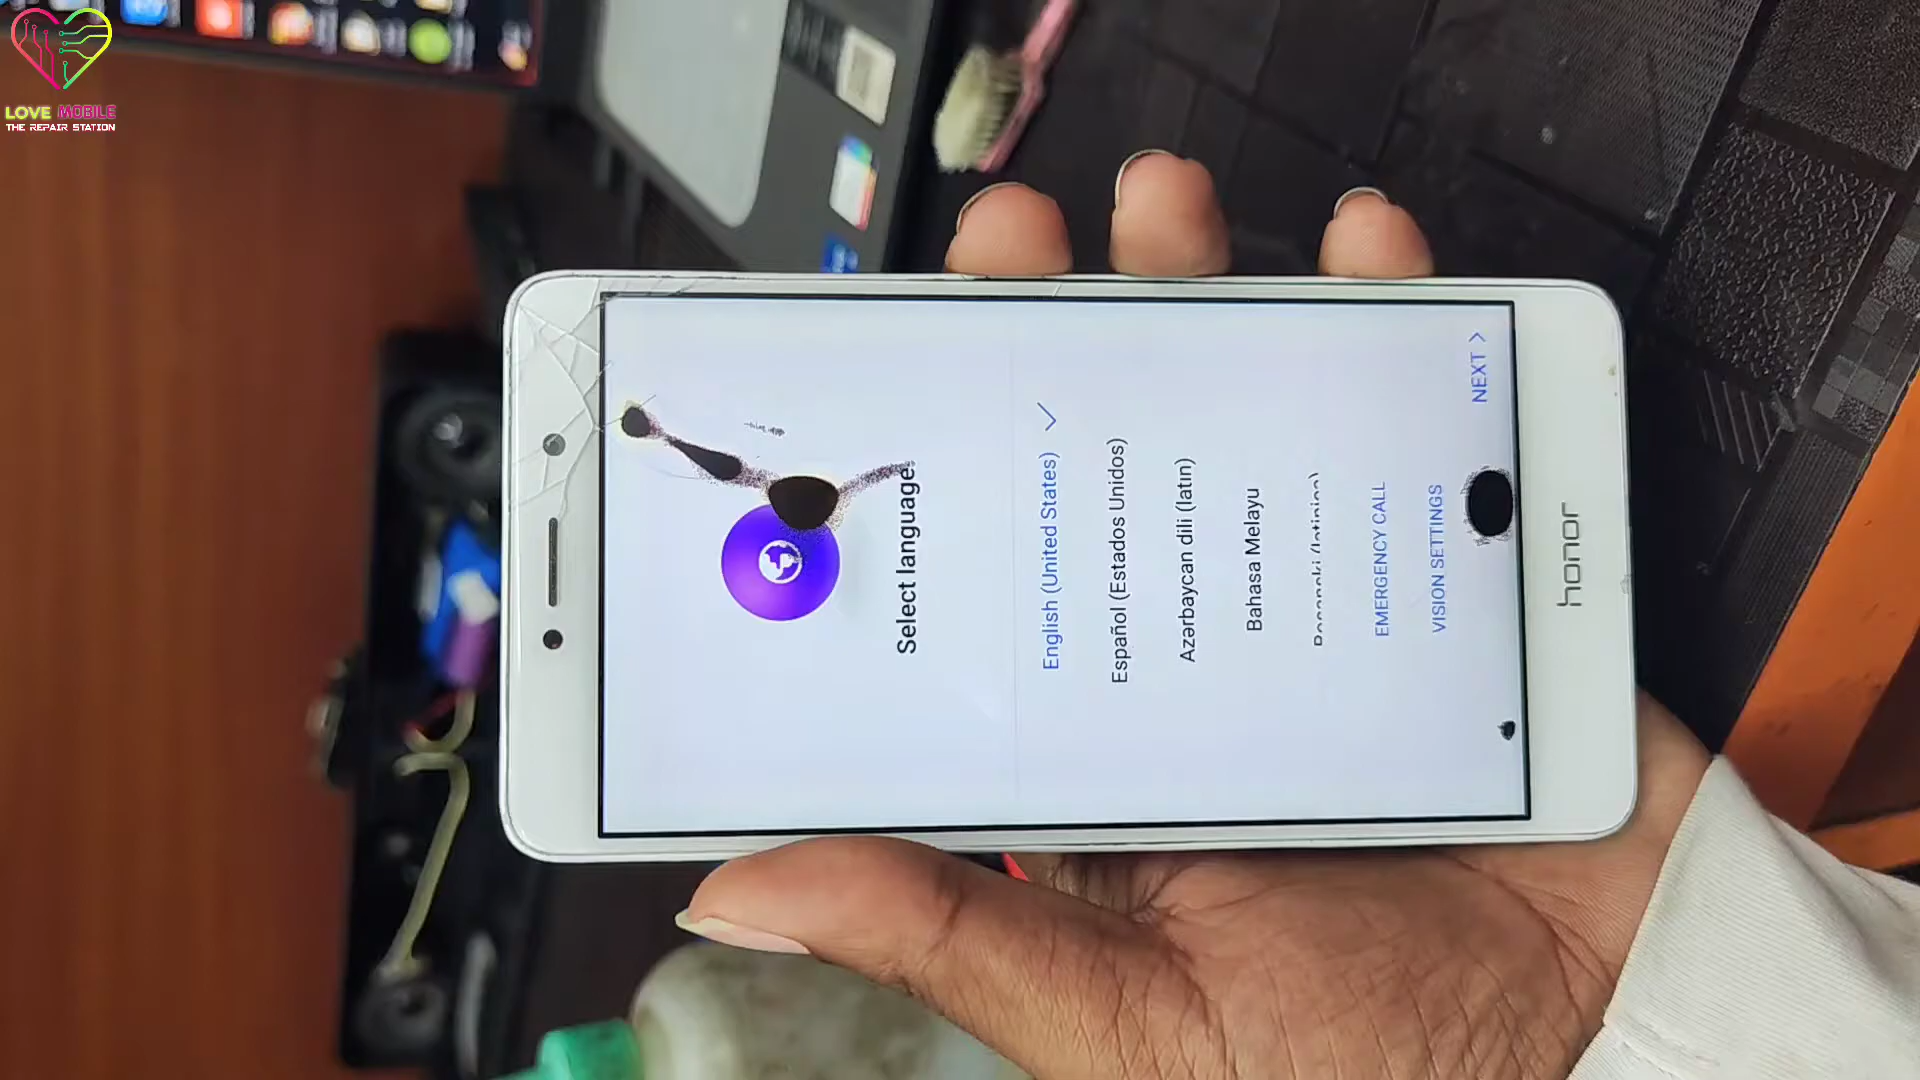 LOVE MOBILE
THE REPAIR STATION
Select language
English (United States)
Español (Estados Unidos)
Azərbaycan dili (latın)
Bahasa Melayu
EMERGENCY CALL
VISION SETTINGS
NEXT >
honor